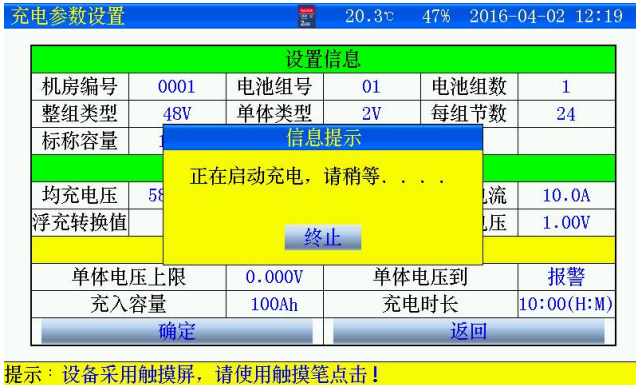 充电参数设置 20.3℃ 47% 2016-04-02 12:19
设置信息
机房编号 0001 电池组号 01 电池组数 1
整组类型 48V 单体类型 2V 每组节数 24
标称容量
信息提示
正在启动充电，请稍等....
终止
均充电压 58 流 10.0A
浮充转换值 压 1.00V
单体电压上限 0.000V 单体电压到 报警
充入容量 100Ah 充电时长 10:00(H:M)
确定 返回
提示：设备采用触摸屏，请使用触摸笔点击！